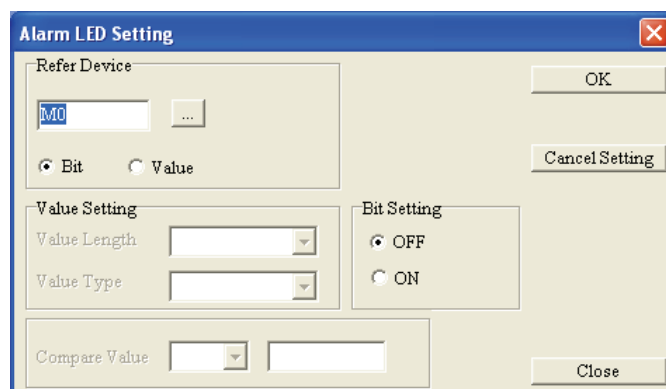 Alarm LED Setting
Refer Device
M0
...
Bit
Value
OK
Cancel Setting
Value Setting
Value Length
Value Type
Bit Setting
OFF
ON
Compare Value
Close